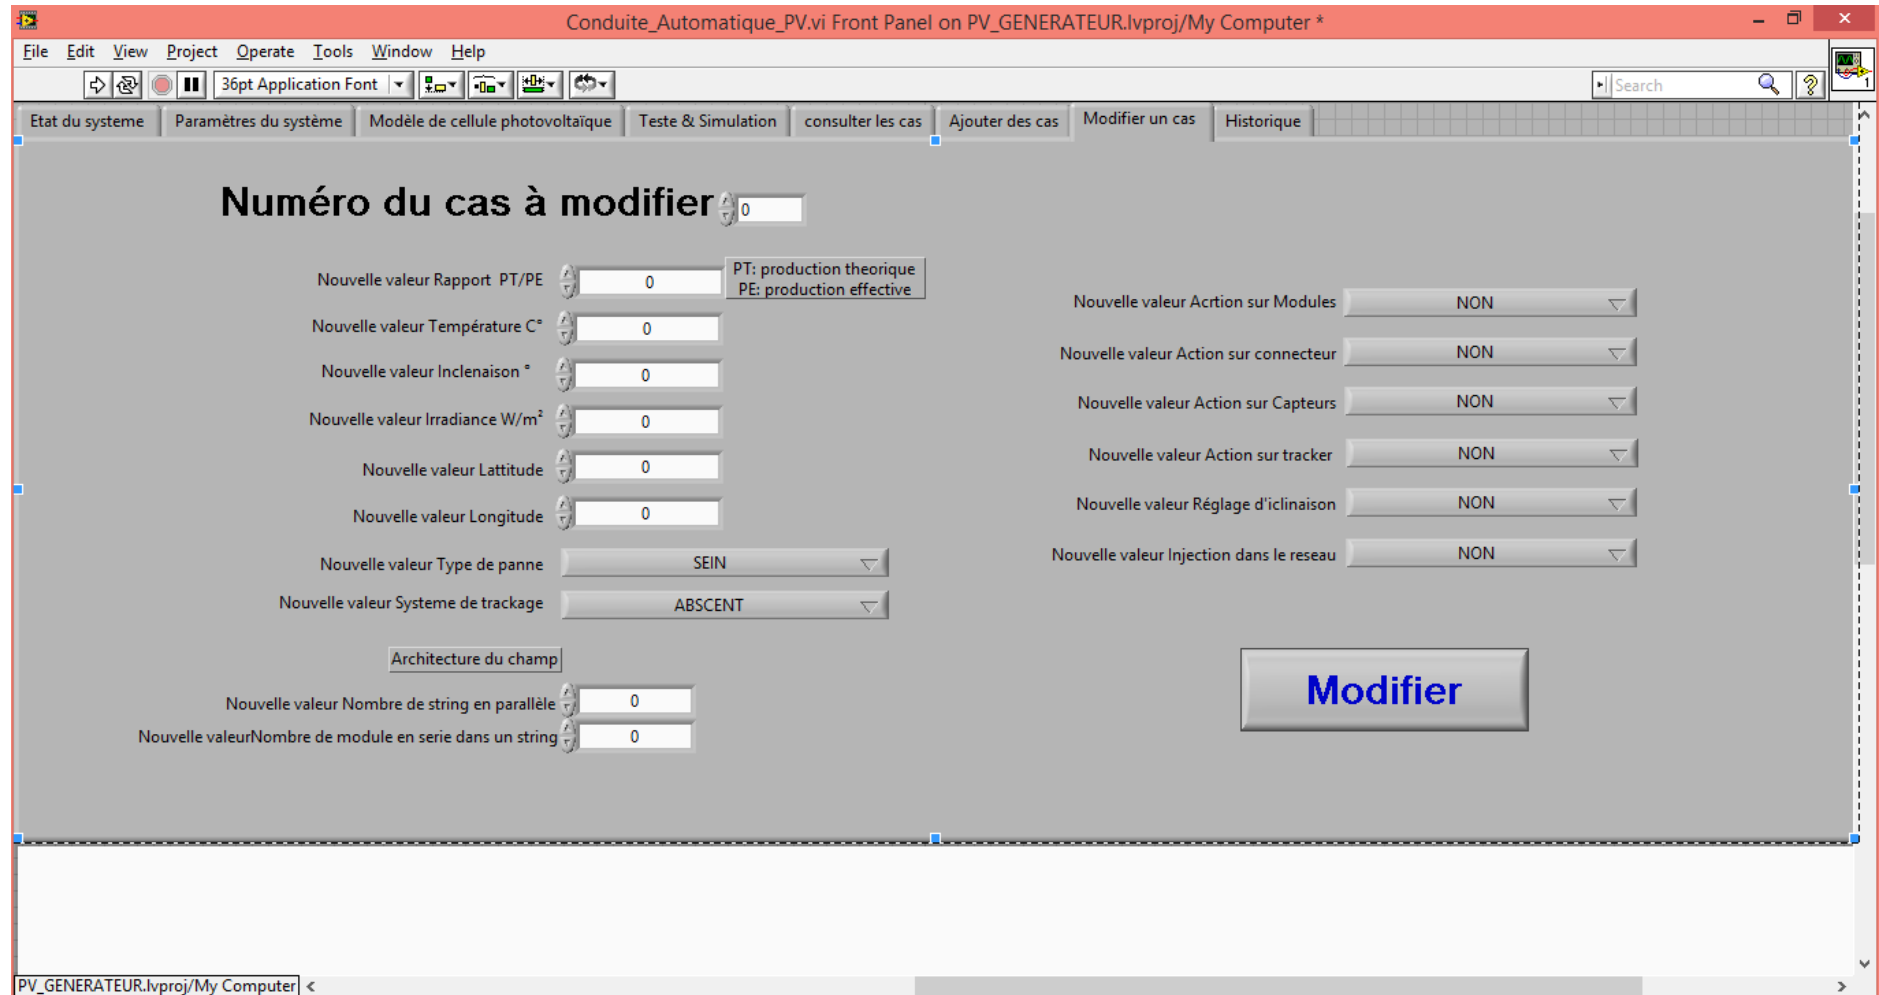 Conduite_Automatique_PV.vi Front Panel on PV_GENERATEUR.lvproj/My Computer *
File Edit View Project Operate Tools Window Help
36pt Application Font
Search
1
Etat du systeme
Paramètres du système
Modèle de cellule photovoltaïque
Teste & Simulation
consulter les cas
Ajouter des cas
Modifier un cas
Historique
Numéro du cas à modifier 0
Nouvelle valeur Rapport PT/PE 0
PT: production theorique
PE: production effective
Nouvelle valeur Température C° 0
Nouvelle valeur Inclenaison ° 0
Nouvelle valeur Irradiance W/m² 0
Nouvelle valeur Lattitude 0
Nouvelle valeur Longitude 0
Nouvelle valeur Type de panne SEIN
Nouvelle valeur Systeme de trackage ABSCENT
Architecture du champ
Nouvelle valeur Nombre de string en parallèle 0
Nouvelle valeurNombre de module en serie dans un string 0
Nouvelle valeur Acrtion sur Modules NON
Nouvelle valeur Action sur connecteur NON
Nouvelle valeur Action sur Capteurs NON
Nouvelle valeur Action sur tracker NON
Nouvelle valeur Réglage d'iclinaison NON
Nouvelle valeur Injection dans le reseau NON
Modifier
PV_GENERATEUR.lvproj/My Computer